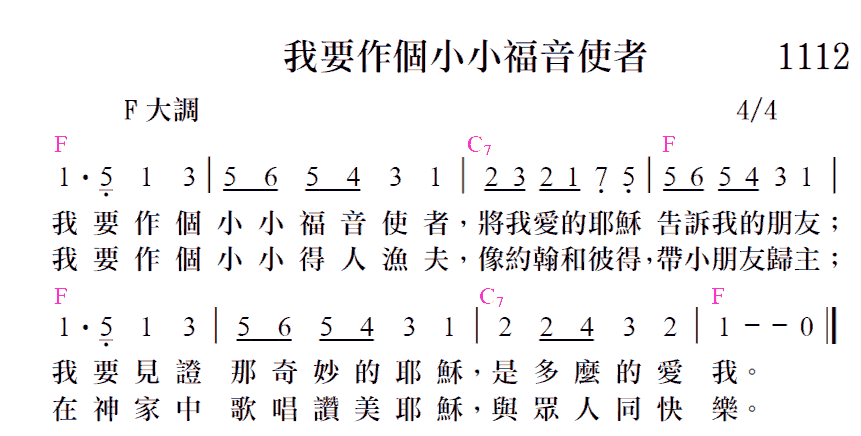 我要作個小小福音使者 1112
F 大調 4/4
F C7 F
1 · 5 1 3 | 5 6 5 4 3 1 | 2 3 2 1 7 5 | 5 6 5 4 3 1 |
我要作個小小福音使者，將我愛的耶穌 告訴我的朋友；
我要作個小小得人漁夫，像約翰和彼得，帶小朋友歸主；
F C7 F
1 · 5 1 3 | 5 6 5 4 3 1 | 2 2 4 3 2 | 1 － － 0 ‖
我要見證 那奇妙的耶穌，是多麼的愛 我。
在神家中 歌唱讚美耶穌，與眾人同快 樂。